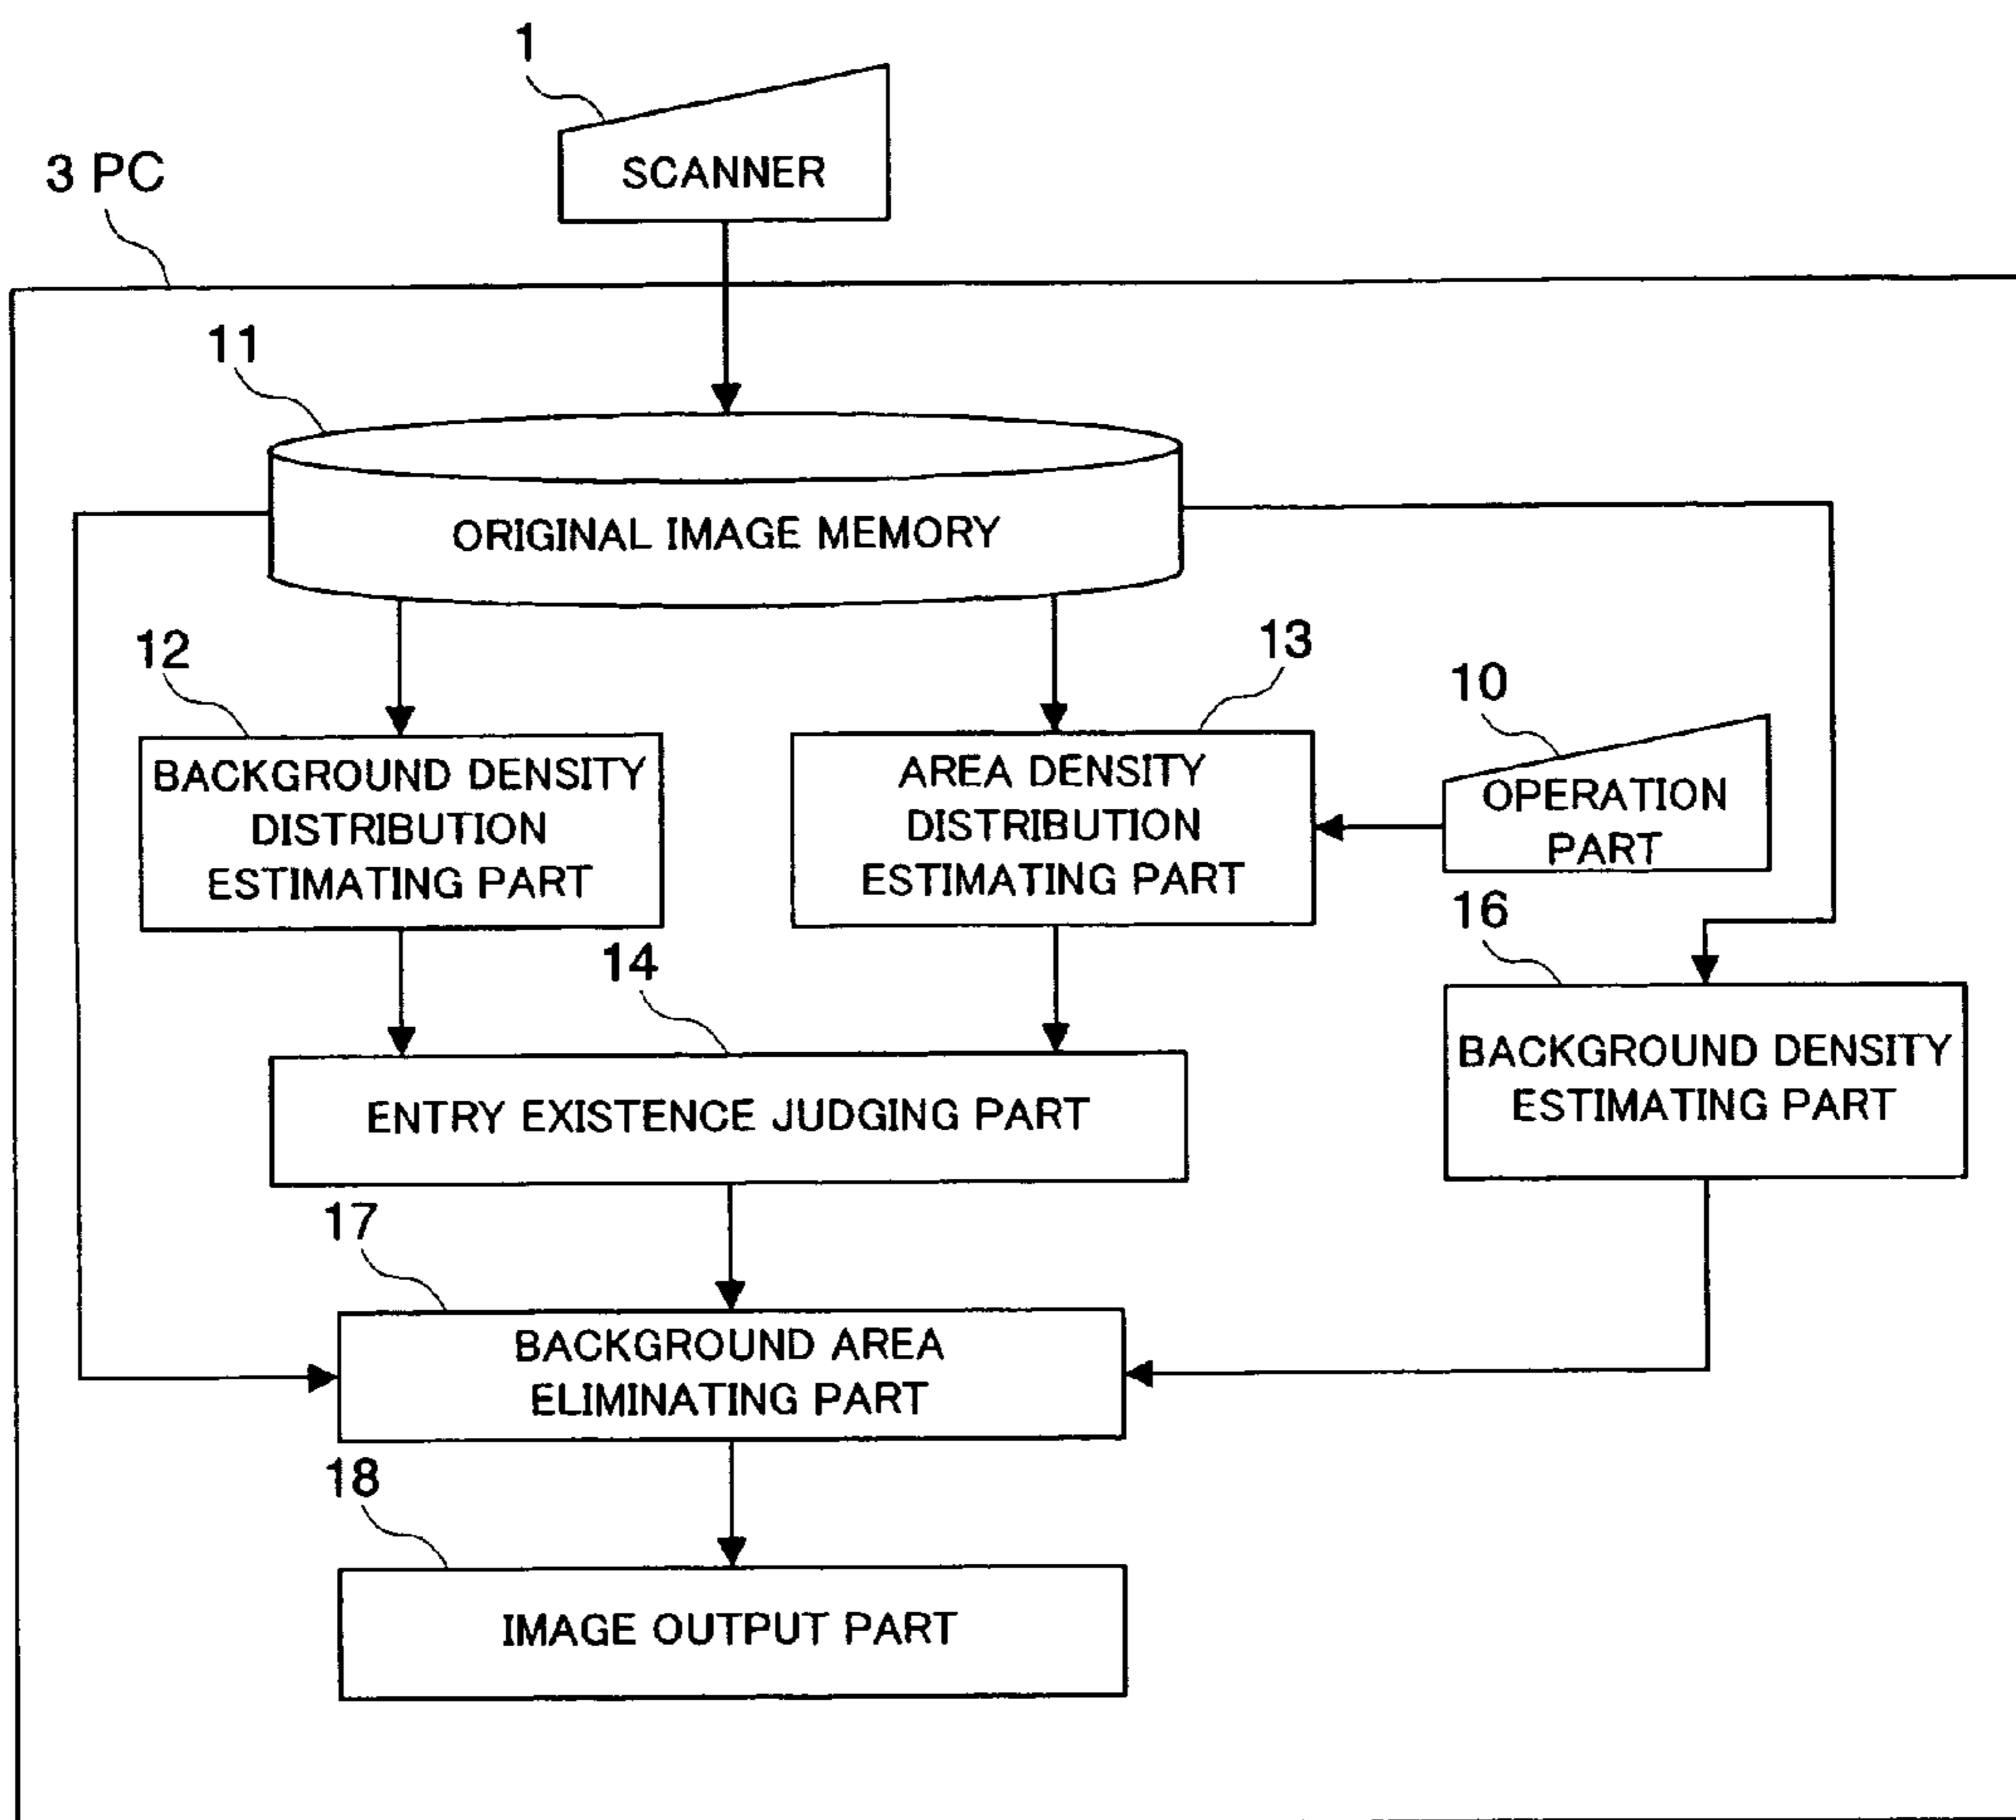 1
SCANNER
3 PC
11
ORIGINAL IMAGE MEMORY
12
BACKGROUND DENSITY
DISTRIBUTION
ESTIMATING PART
13
AREA DENSITY
DISTRIBUTION
ESTIMATING PART
10
OPERATION
PART
14
ENTRY EXISTENCE JUDGING PART
16
BACKGROUND DENSITY
ESTIMATING PART
17
BACKGROUND AREA
ELIMINATING PART
18
IMAGE OUTPUT PART